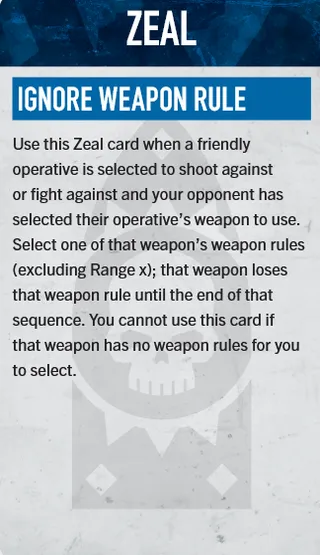 ZEAL
IGNORE WEAPON RULE
Use this Zeal card when a friendly
operative is selected to shoot against
or fight against and your opponent has
selected their operative’s weapon to use.
Select one of that weapon’s weapon rules
(excluding Range x); that weapon loses
that weapon rule until the end of that
sequence. You cannot use this card if
that weapon has no weapon rules for you
to select.